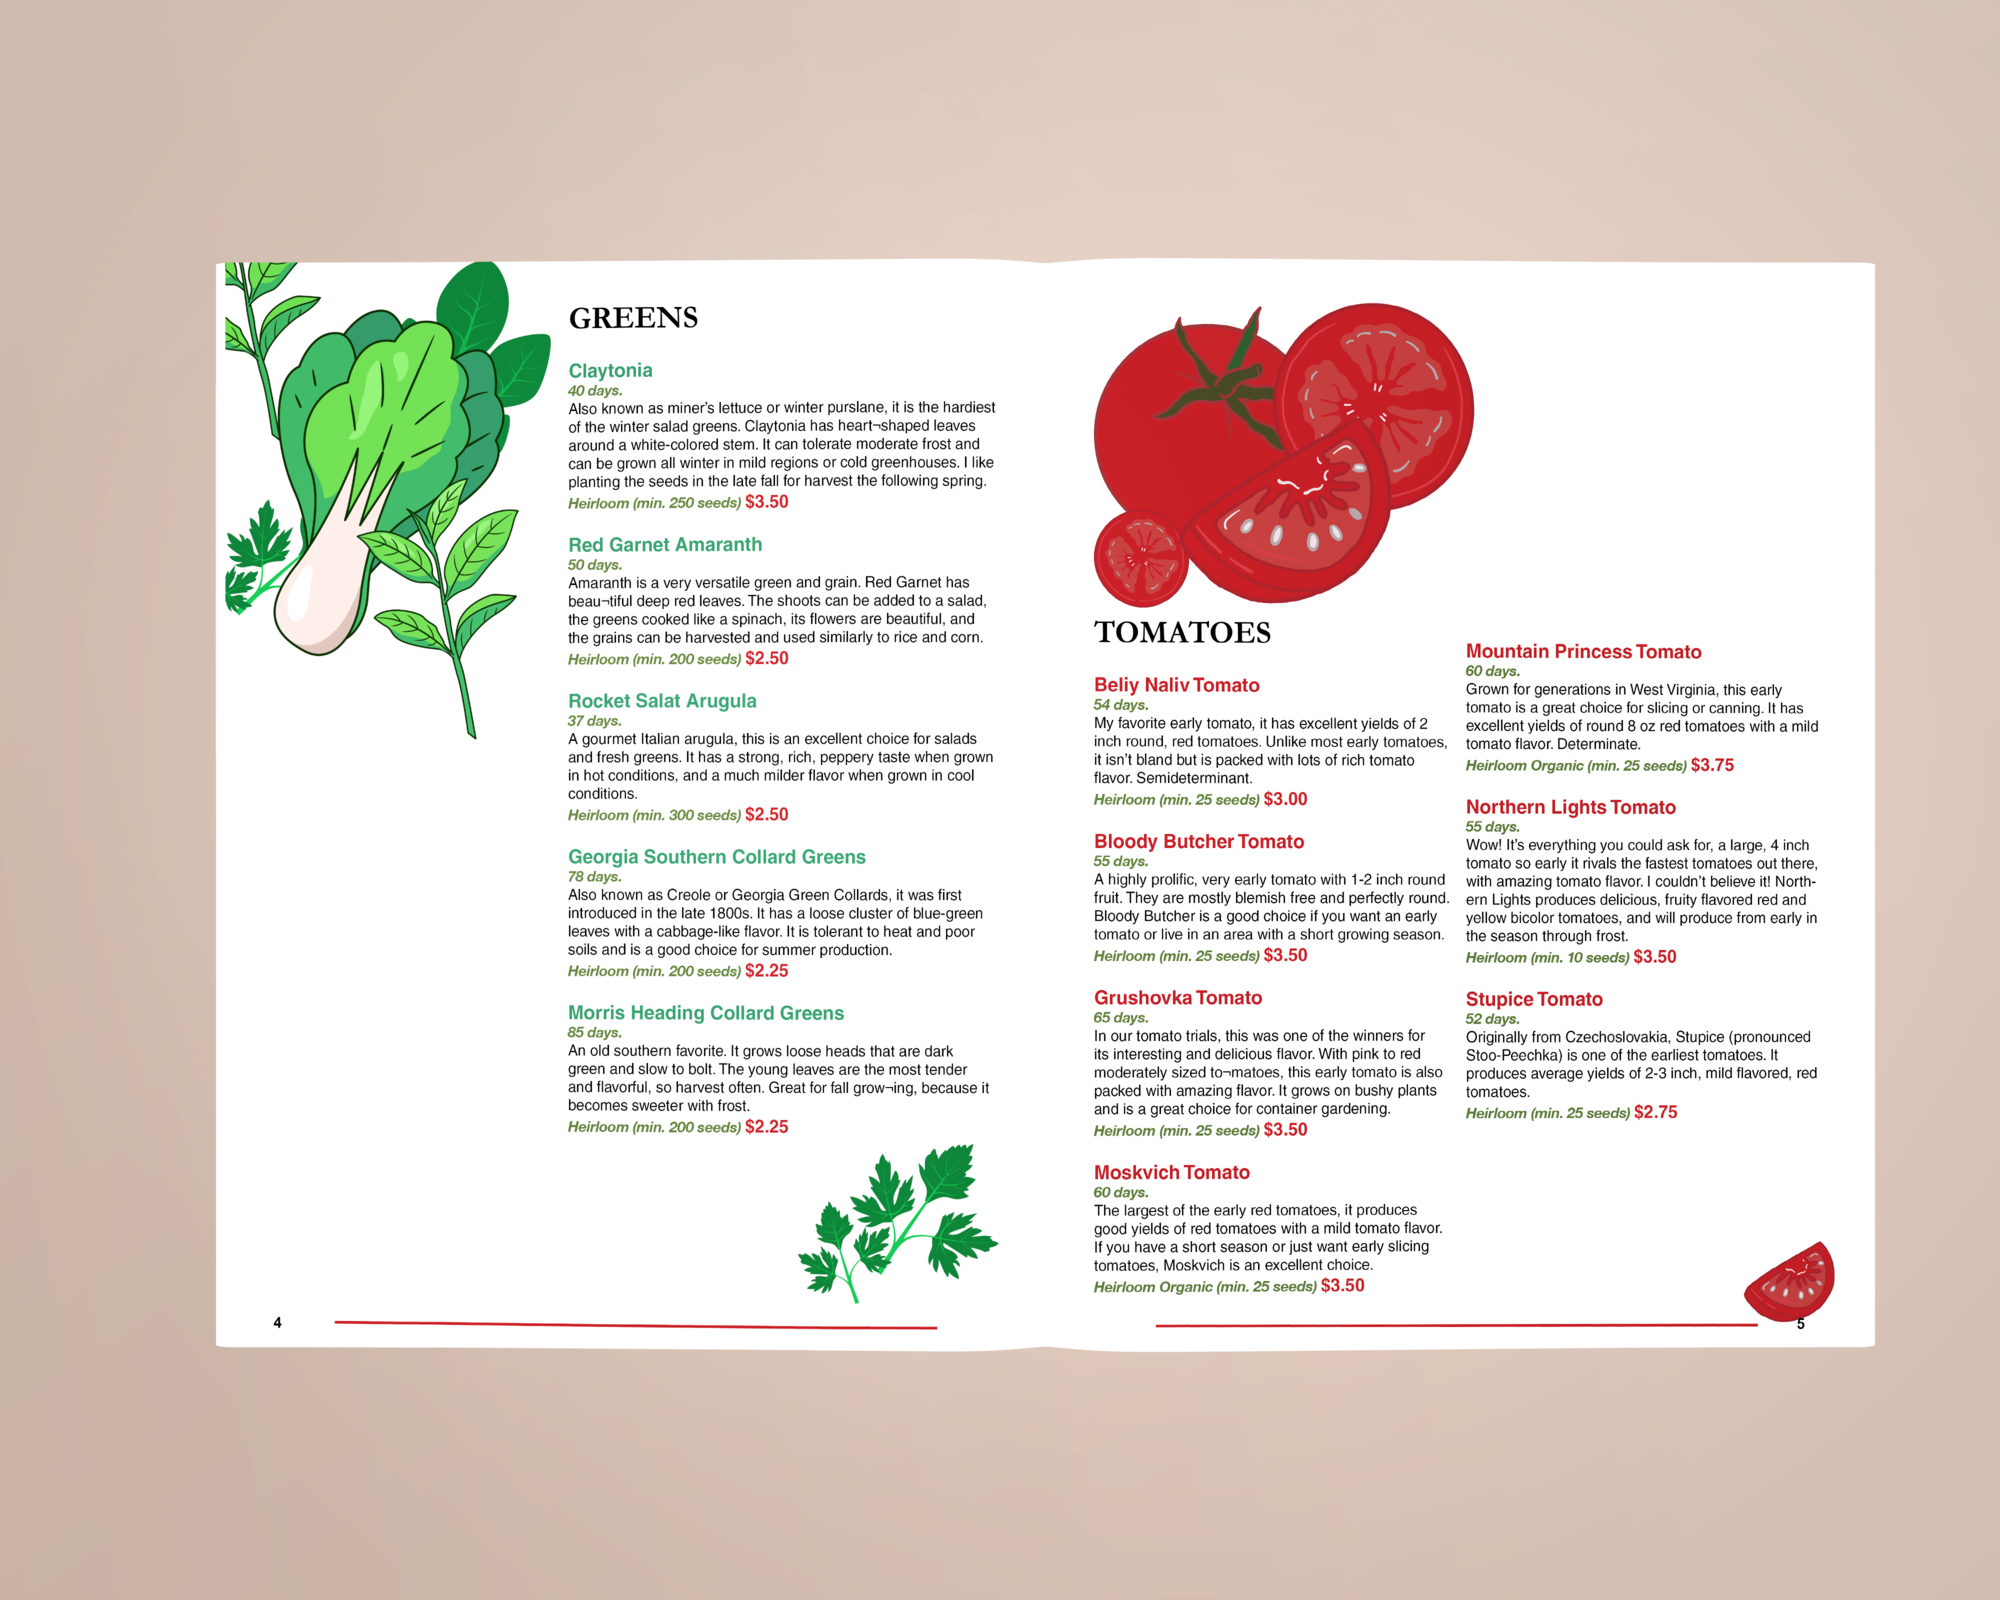 GREENS
Claytonia
40 days.
Also known as miner's lettuce or winter purslane, it is the hardiest
of the winter salad greens. Claytonia has heart¬shaped leaves
around a white-colored stem. It can tolerate moderate frost and
can be grown all winter in mild regions or cold greenhouses. I like
planting the seeds in the late fall for harvest the following spring.
Heirloom (min. 250 seeds) $3.50
Red Garnet Amaranth
50 days.
Amaranth is a very versatile green and grain. Red Garnet has
beau¬tiful deep red leaves. The shoots can be added to a salad,
the greens cooked like a spinach, its flowers are beautiful, and
the grains can be harvested and used similarly to rice and corn.
Heirloom (min. 200 seeds) $2.50
Rocket Salat Arugula
37 days.
A gourmet Italian arugula, this is an excellent choice for salads
and fresh greens. It has a strong, rich, peppery taste when grown
in hot conditions, and a much milder flavor when grown in cool
conditions.
Heirloom (min. 300 seeds) $2.50
Georgia Southern Collard Greens
78 days.
Also known as Creole or Georgia Green Collards, it was first
introduced in the late 1800s. It has a loose cluster of blue-green
leaves with a cabbage-like flavor. It is tolerant to heat and poor
soils and is a good choice for summer production.
Heirloom (min. 200 seeds) $2.25
Morris Heading Collard Greens
85 days.
An old southern favorite. It grows loose heads that are dark
green and slow to bolt. The young leaves are the most tender
and flavorful, so harvest often. Great for fall grow¬ing, because it
becomes sweeter with frost.
Heirloom (min. 200 seeds) $2.25
4
TOMATOES
Beliy Naliv Tomato
54 days.
My favorite early tomato, it has excellent yields of 2
inch round, red tomatoes. Unlike most early tomatoes,
it isn't bland but is packed with lots of rich tomato
flavor. Semideterminant.
Heirloom (min. 25 seeds) $3.00
Bloody Butcher Tomato
55 days.
A highly prolific, very early tomato with 1-2 inch round
fruit. They are mostly blemish free and perfectly round.
Bloody Butcher is a good choice if you want an early
tomato or live in an area with a short growing season.
Heirloom (min. 25 seeds) $3.50
Grushovka Tomato
65 days.
In our tomato trials, this was one of the winners for
its interesting and delicious flavor. With pink to red
moderately sized to¬matoes, this early tomato is also
packed with amazing flavor. It grows on bushy plants
and is a great choice for container gardening.
Heirloom (min. 25 seeds) $3.50
Moskvich Tomato
60 days.
The largest of the early red tomatoes, it produces
good yields of red tomatoes with a mild tomato flavor.
If you have a short season or just want early slicing
tomatoes, Moskvich is an excellent choice.
Heirloom Organic (min. 25 seeds) $3.50
Mountain Princess Tomato
60 days.
Grown for generations in West Virginia, this early
tomato is a great choice for slicing or canning. It has
excellent yields of round 8 oz red tomatoes with a mild
tomato flavor. Determinate.
Heirloom Organic (min. 25 seeds) $3.75
Northern Lights Tomato
55 days.
Wow! It's everything you could ask for, a large, 4 inch
tomato so early it rivals the fastest tomatoes out there,
with amazing tomato flavor. I couldn't believe it! North-
ern Lights produces delicious, fruity flavored red and
yellow bicolor tomatoes, and will produce from early in
the season through frost.
Heirloom (min. 10 seeds) $3.50
Stupice Tomato
52 days.
Originally from Czechoslovakia, Stupice (pronounced
Stoo-Peechka) is one of the earliest tomatoes. It
produces average yields of 2-3 inch, mild flavored, red
tomatoes.
Heirloom (min. 25 seeds) $2.75
5